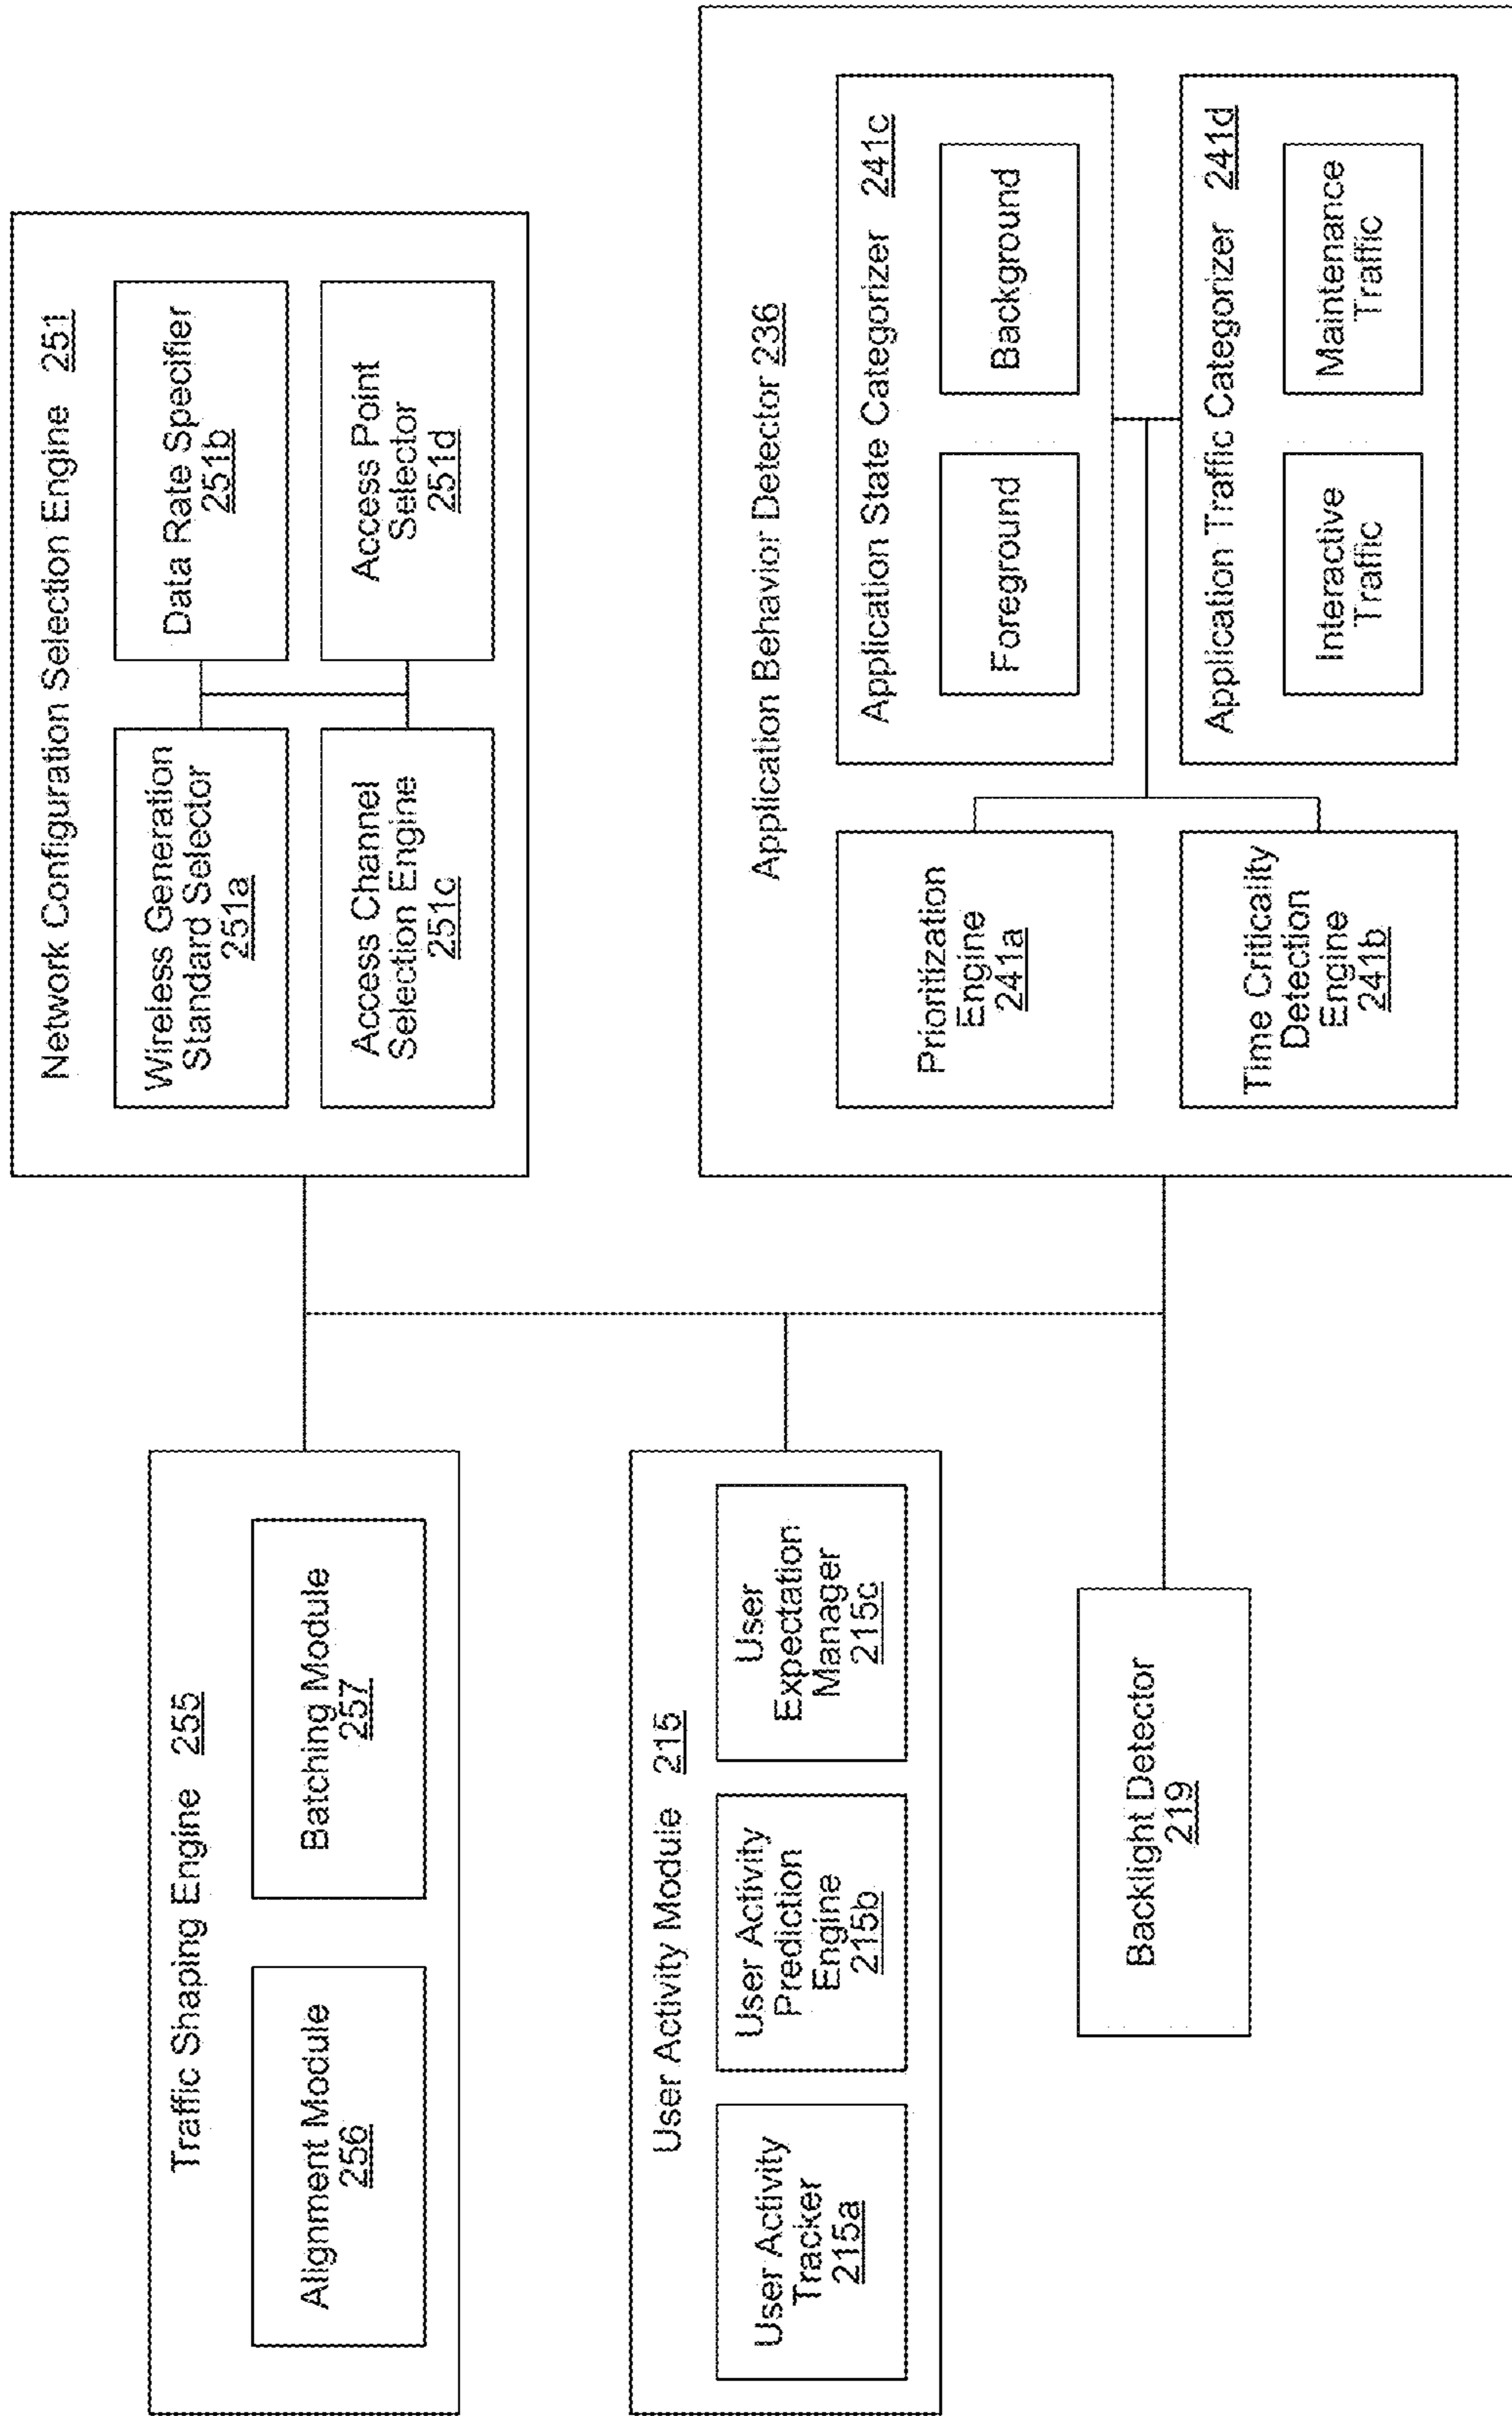 Traffic Shaping Engine 255
Alignment Module
256
Batching Module
257
User Activity Module 215
User Activity
Tracker
215a
User Activity
Prediction
Engine
215b
User
Expectation
Manager
215c
Backlight Detector
219
Network Configuration Selection Engine 251
Wireless Generation
Standard Selector
251a
Data Rate Specifier
251b
Access Channel
Selection Engine
251c
Access Point
Selector
251d
Application Behavior Detector 236
Prioritization
Engine
241a
Time Criticality
Detection
Engine
241b
Application State Categorizer 241c
Foreground
Background
Application Traffic Categorizer 241d
Interactive
Traffic
Maintenance
Traffic